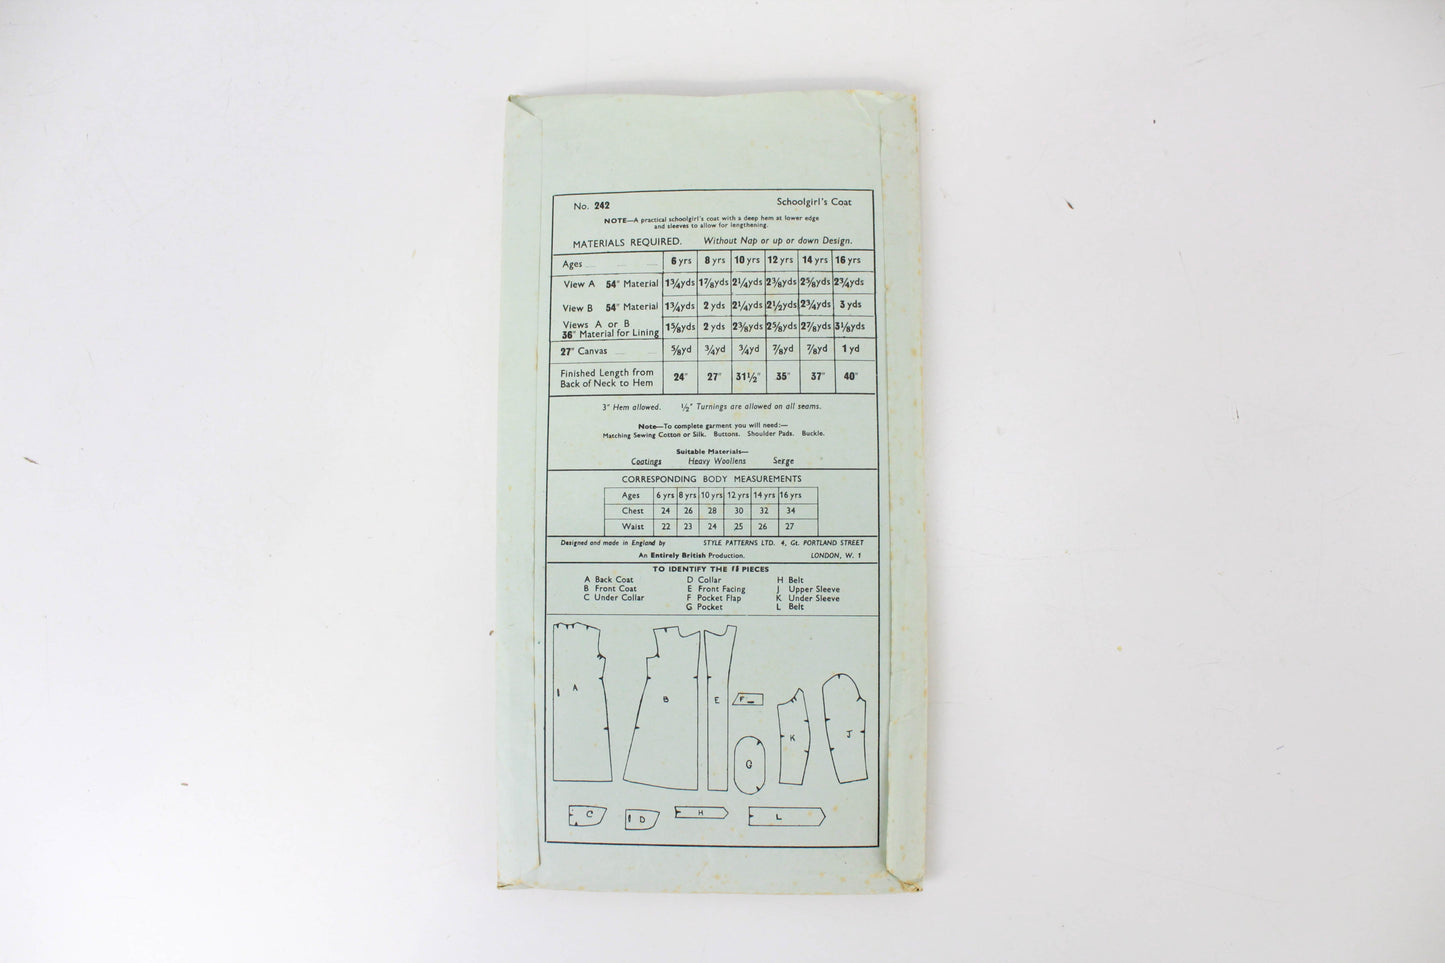 No. 242 Schoolgirl's Coat
NOTE—A practical schoolgirl's coat with a deep hem at lower edge
and sleeves to allow for lengthening.
MATERIALS REQUIRED. Without Nap or up or down Design.
Ages 6 yrs 8 yrs 10 yrs 12 yrs 14 yrs 16 yrs
View A 54" Material 1¾yds 1⅞yds 2¼yds 2⅜yds 2⅝yds 2¾yds
View B 54" Material 1¾yds 2 yds 2¼yds 2½yds 2¾yds 3 yds
Views A or B
36" Material for Lining 1⅝yds 2 yds 2⅜yds 2⅝yds 2⅞yds 3⅛yds
27" Canvas ⅝yd ¾yd ¾yd ⅞yd ⅞yd 1 yd
Finished Length from
Back of Neck to Hem 24" 27" 31½" 35" 37" 40"
3" Hem allowed. ½" Turnings are allowed on all seams.
Note—To complete garment you will need:—
Matching Sewing Cotton or Silk. Buttons. Shoulder Pads. Buckle.
Suitable Materials—
Coatings Heavy Woollens Serge
CORRESPONDING BODY MEASUREMENTS
Ages 6 yrs 8 yrs 10 yrs 12 yrs 14 yrs 16 yrs
Chest 24 26 28 30 32 34
Waist 22 23 24 25 26 27
Designed and made in England by STYLE PATTERNS LTD. 4, Gt. PORTLAND STREET
An Entirely British Production. LONDON, W. 1
TO IDENTIFY THE 11 PIECES
A Back Coat D Collar H Belt
B Front Coat E Front Facing J Upper Sleeve
C Under Collar F Pocket Flap K Under Sleeve
G Pocket L Belt
A B E F K J
G
C D H L